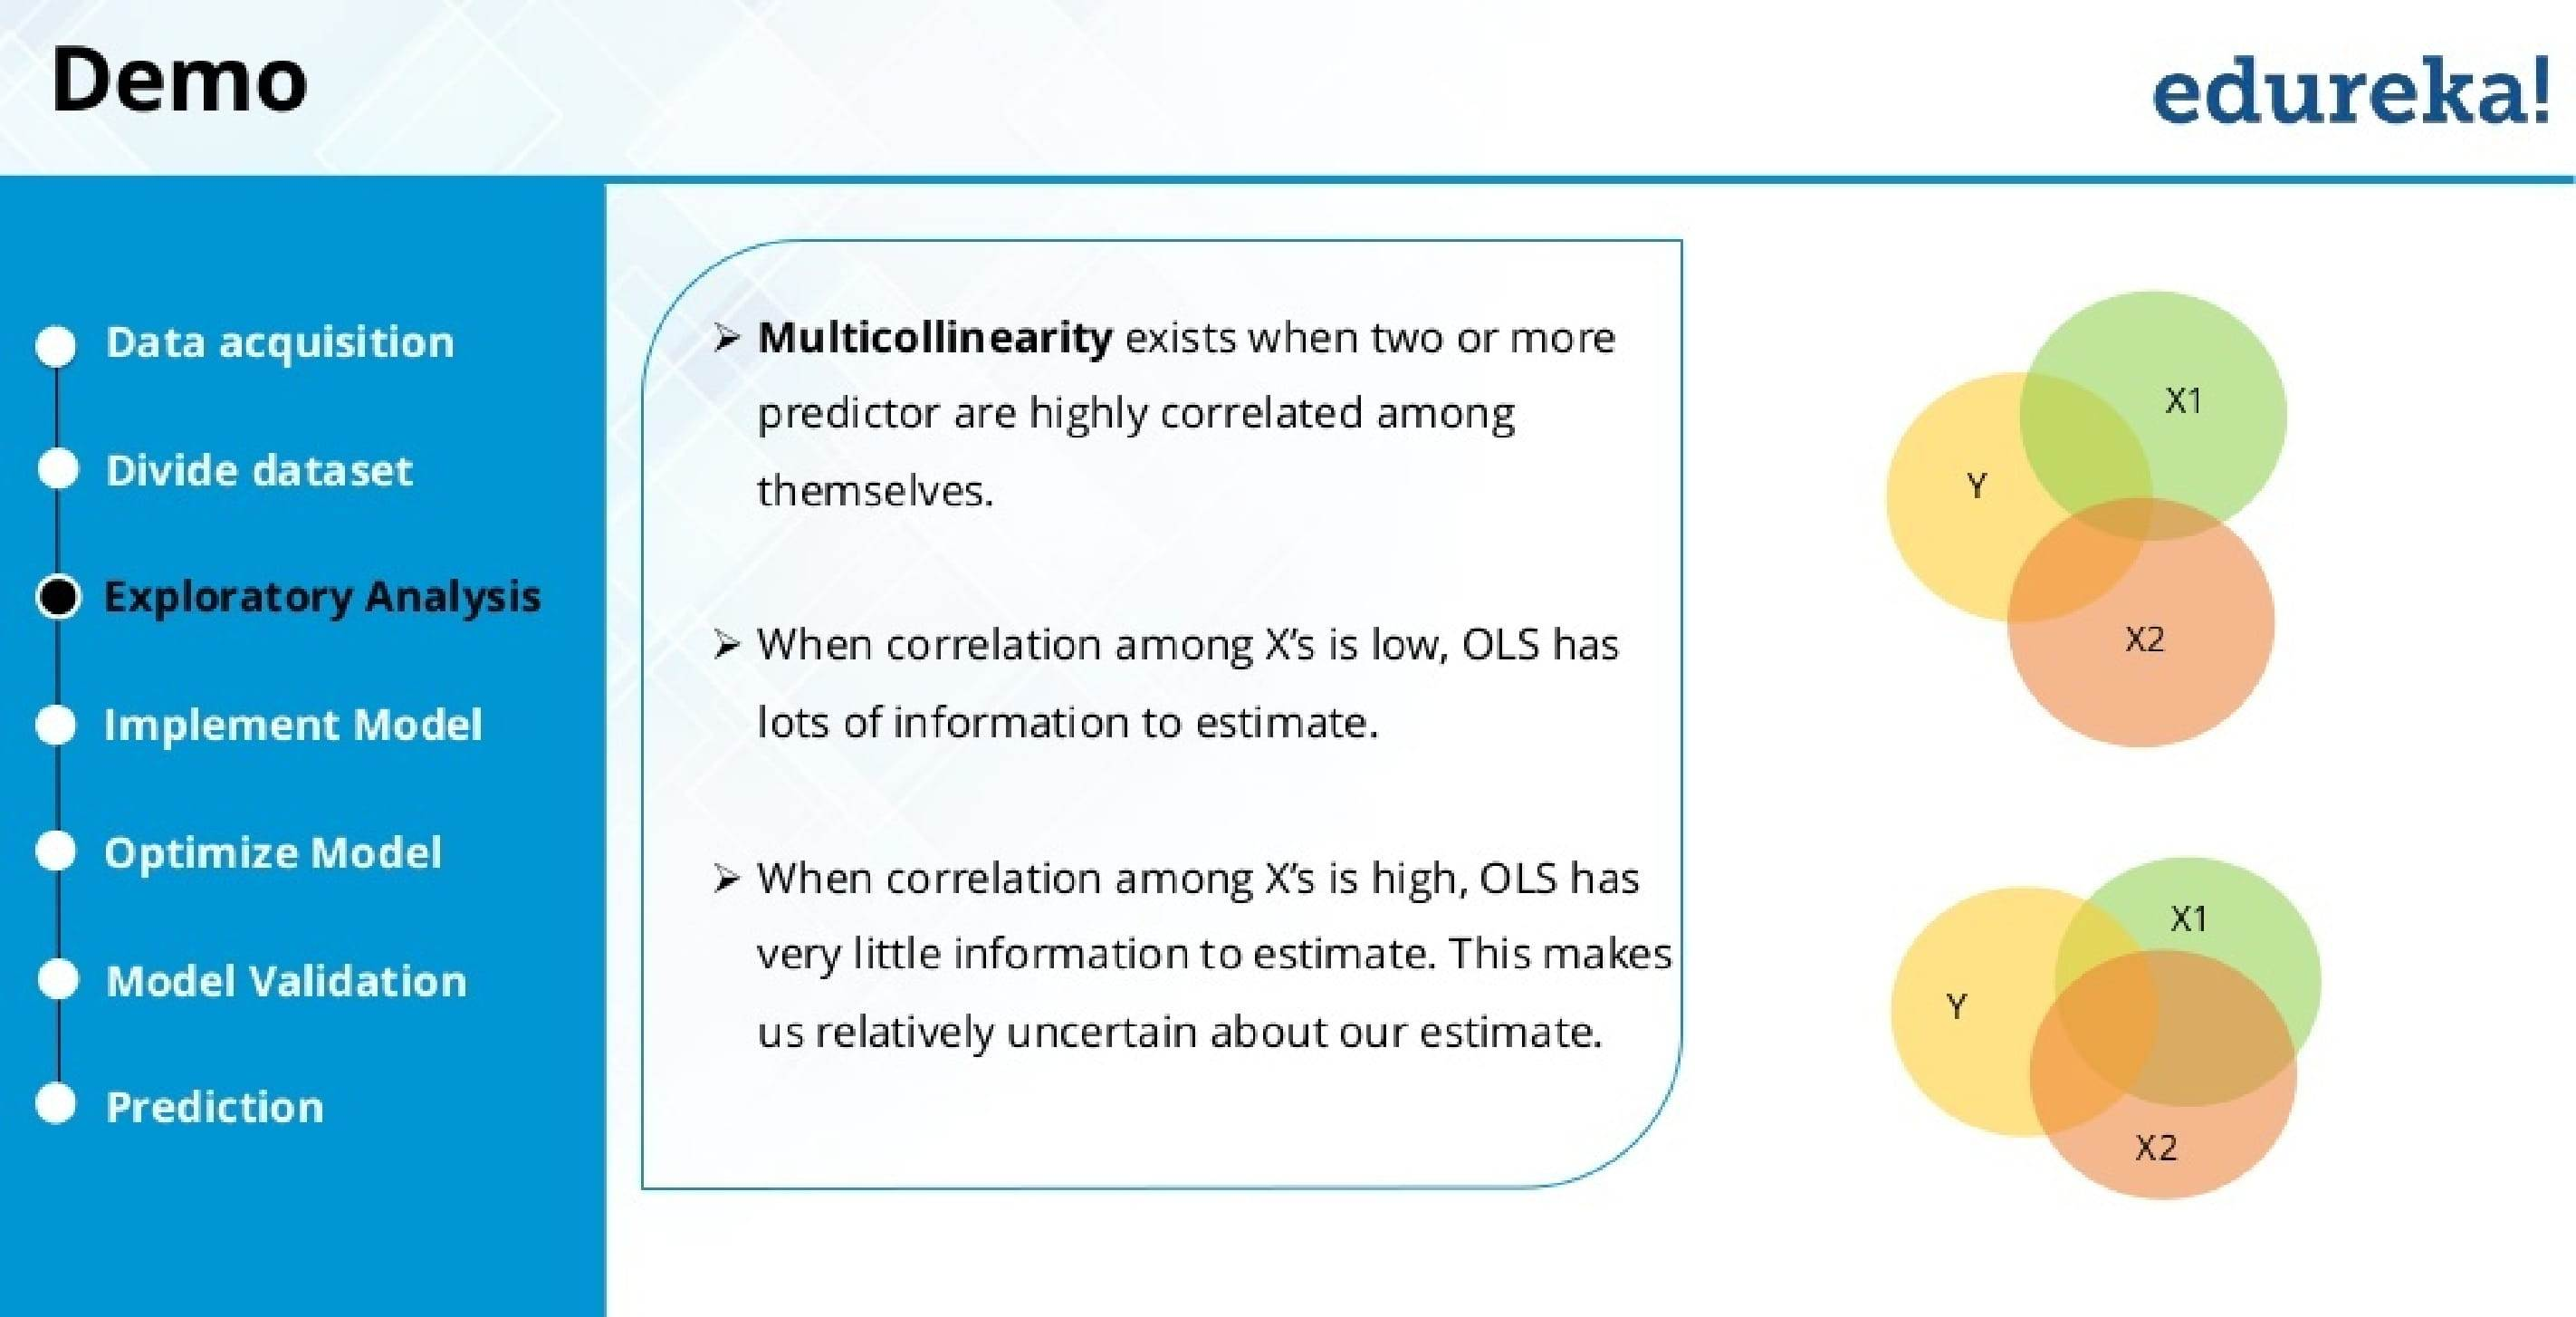 Demo
edureka!
Data acquisition
Divide dataset
Exploratory Analysis
Implement Model
Optimize Model
Model Validation
Prediction
➢ Multicollinearity exists when two or more
predictor are highly correlated among
themselves.
➢ When correlation among X's is low, OLS has
lots of information to estimate.
➢ When correlation among X's is high, OLS has
very little information to estimate. This makes
us relatively uncertain about our estimate.
X1
Y
X2
X1
Y
X2